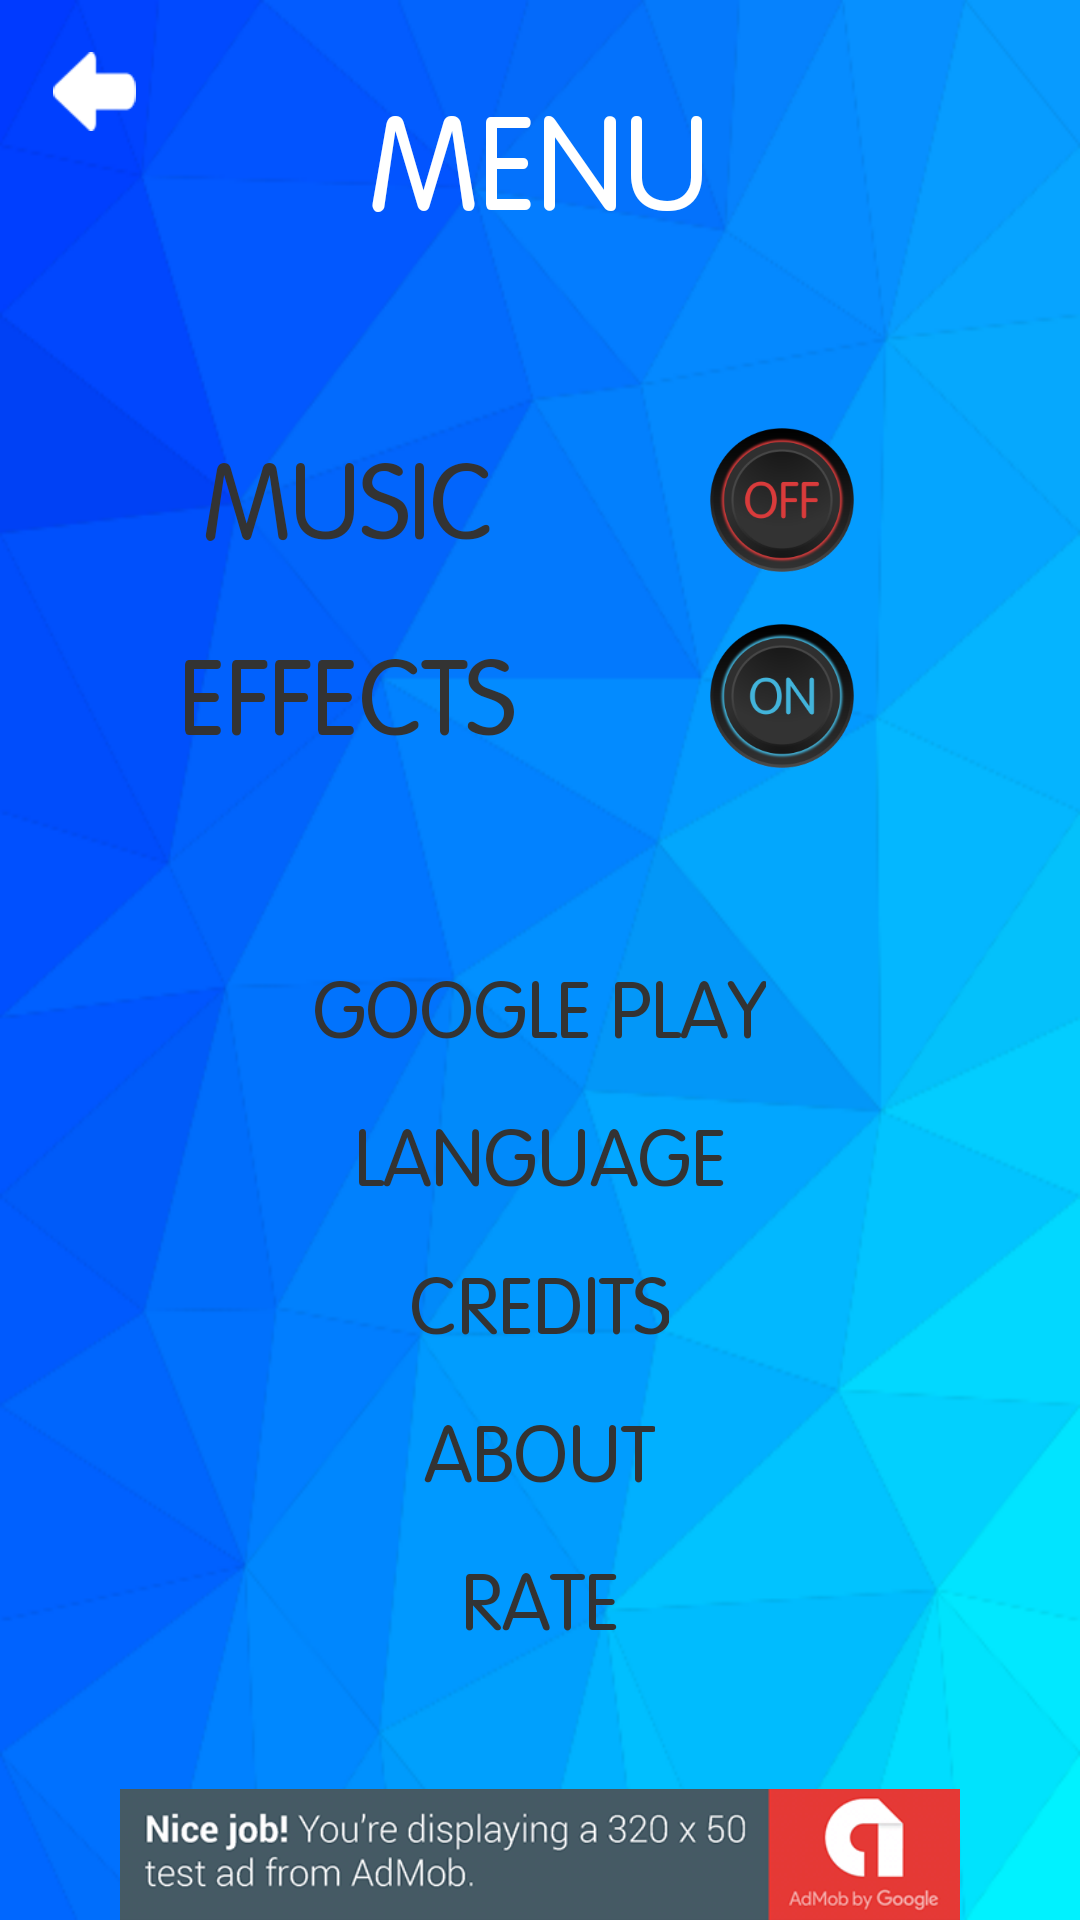 MENU
MUSIC
OFF
EFFECTS
ON
GOOGLE PLAY
LANGUAGE
CREDITS
ABOUT
RATE
Nice job! You're displaying a 320 x 50
test ad from AdMob.
AdMob by Google